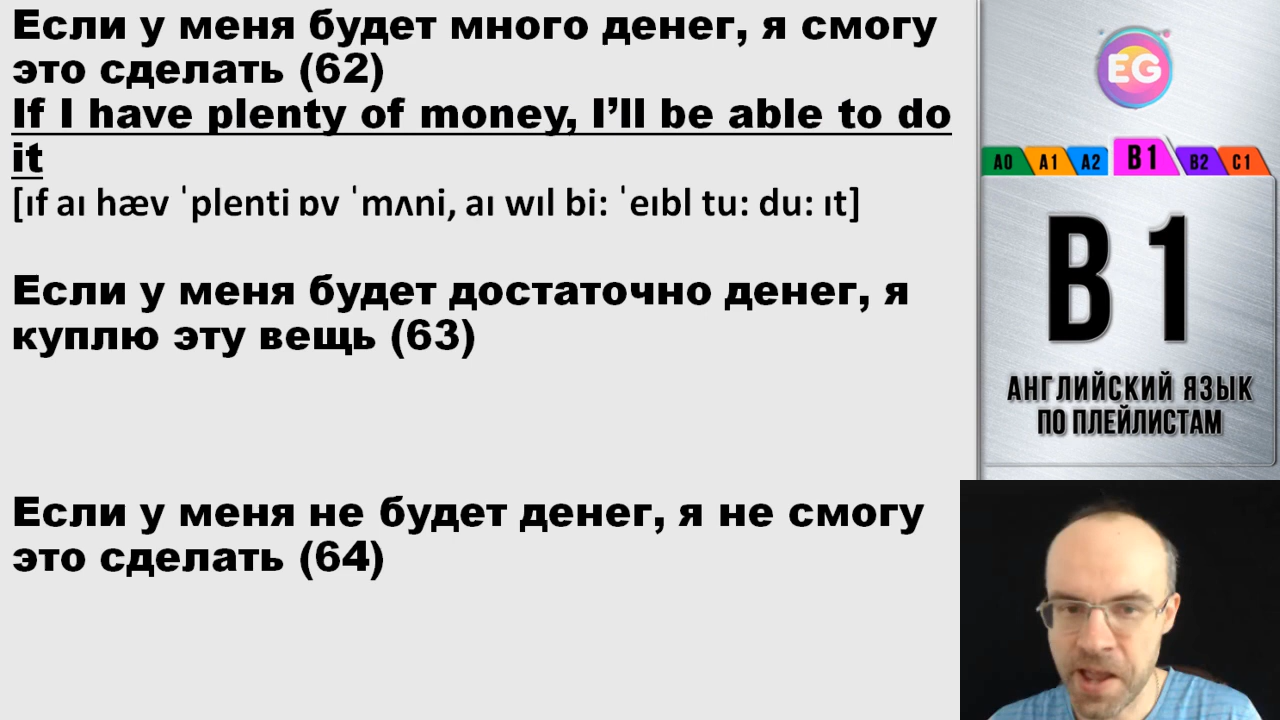 Если у меня будет много денег, я смогу
это сделать (62)
If I have plenty of money, I’ll be able to do
it
[ɪf aɪ hæv ˈplenti ɒv ˈmʌni, aɪ wɪl bi: ˈeɪbl tu: du: ɪt]
Если у меня будет достаточно денег, я
куплю эту вещь (63)
Если у меня не будет денег, я не смогу
это сделать (64)
EG
A0 A1 A2 B1 B2 C1
B1
АНГЛИЙСКИЙ ЯЗЫК
ПО ПЛЕЙЛИСТАМ